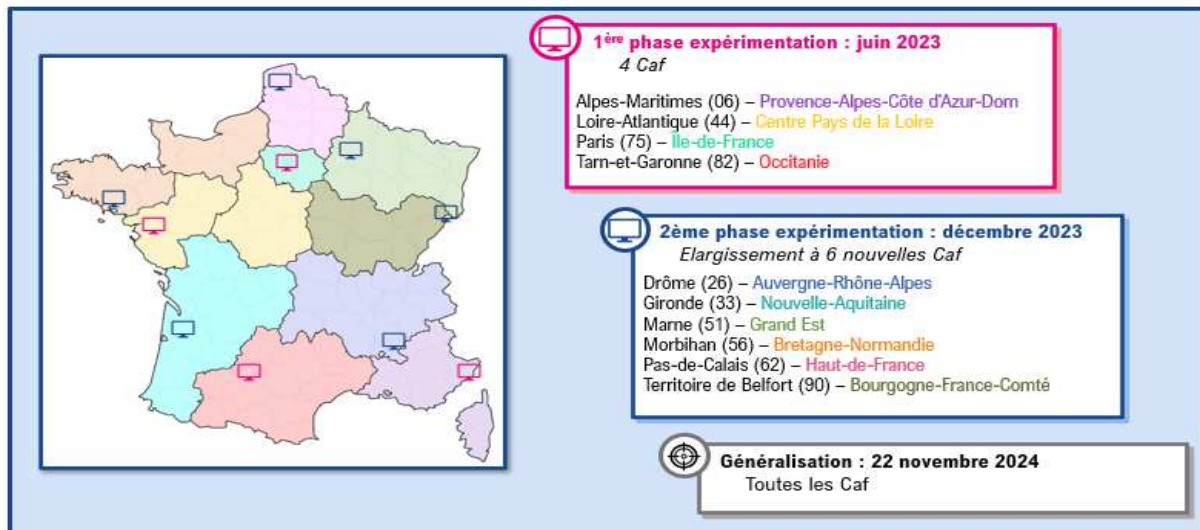 1ère phase expérimentation : juin 2023
4 Caf
Alpes-Maritimes (06) – Provence-Alpes-Côte d'Azur-Dom
Loire-Atlantique (44) – Centre Pays de la Loire
Paris (75) – Île-de-France
Tarn-et-Garonne (82) – Occitanie
2ème phase expérimentation : décembre 2023
Elargissement à 6 nouvelles Caf
Drôme (26) – Auvergne-Rhône-Alpes
Gironde (33) – Nouvelle-Aquitaine
Marne (51) – Grand Est
Morbihan (56) – Bretagne-Normandie
Pas-de-Calais (62) – Haut-de-France
Territoire de Belfort (90) – Bourgogne-France-Comté
Généralisation : 22 novembre 2024
Toutes les Caf